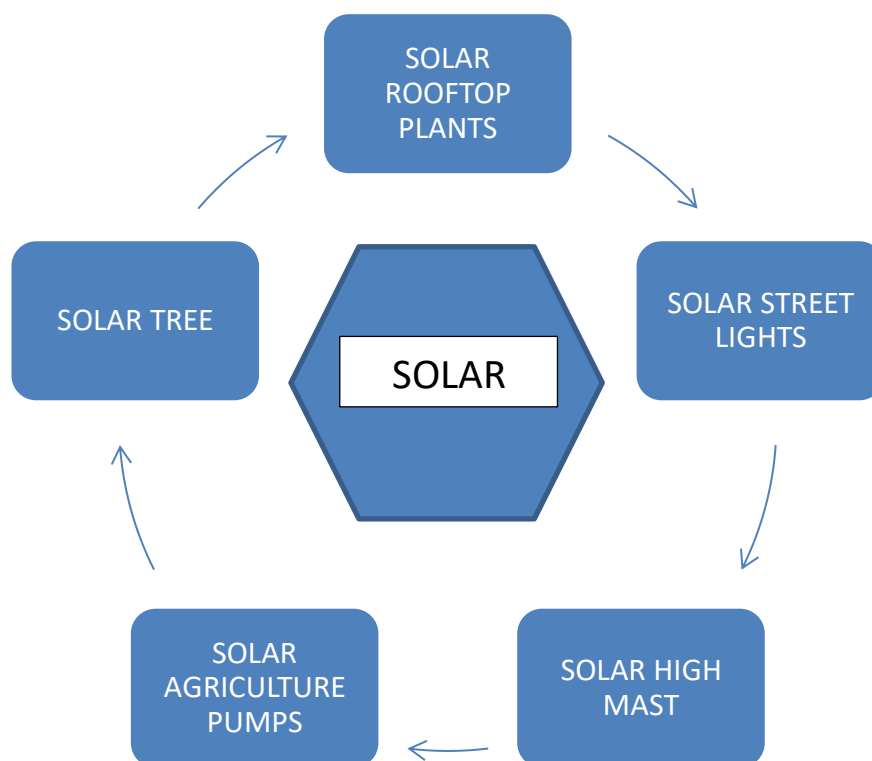 SOLAR
ROOFTOP
PLANTS
SOLAR STREET
LIGHTS
SOLAR HIGH
MAST
SOLAR
AGRICULTURE
PUMPS
SOLAR TREE
SOLAR